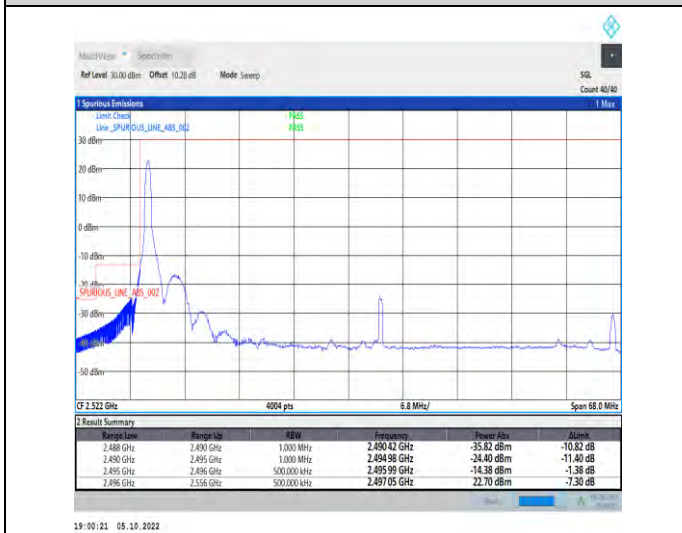 MultiView Spectrum
Ref Level 30.00 dBm Offset 10.28 dB Mode Sweep SGL
Count 40/40
1 Spurious Emissions 1 Max
Limit Check PASS
Line _SPURIOUS_LINE_ABS_002 PASS
30 dBm
20 dBm
10 dBm
0 dBm
-10 dBm
-20 dBm
_SPURIOUS_LINE_ABS_002
-30 dBm
-40 dBm
-50 dBm
CF 2.522 GHz 4004 pts 6.8 MHz/ Span 68.0 MHz
2 Result Summary
Range Low Range Up RBW Frequency Power Abs ΔLimit
2.488 GHz 2.490 GHz 1.000 MHz 2.490 42 GHz -35.82 dBm -10.82 dB
2.490 GHz 2.495 GHz 1.000 MHz 2.494 98 GHz -24.40 dBm -11.40 dB
2.495 GHz 2.496 GHz 500.000 kHz 2.495 99 GHz -14.38 dBm -1.38 dB
2.496 GHz 2.556 GHz 500.000 kHz 2.497 05 GHz 22.70 dBm -7.30 dB
19:00:21 05.10.2022